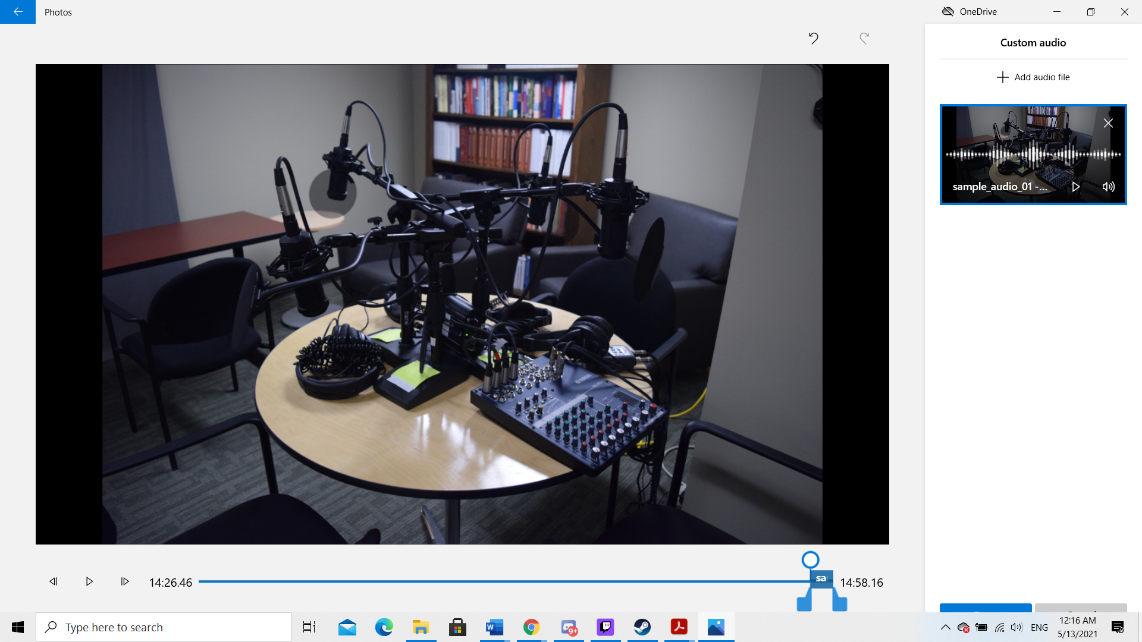 Photos
OneDrive
Custom audio
Add audio file
sample_audio_01 -...
14:26.46
sa
14:58.16
Type here to search
ENG
12:16 AM
5/13/2021